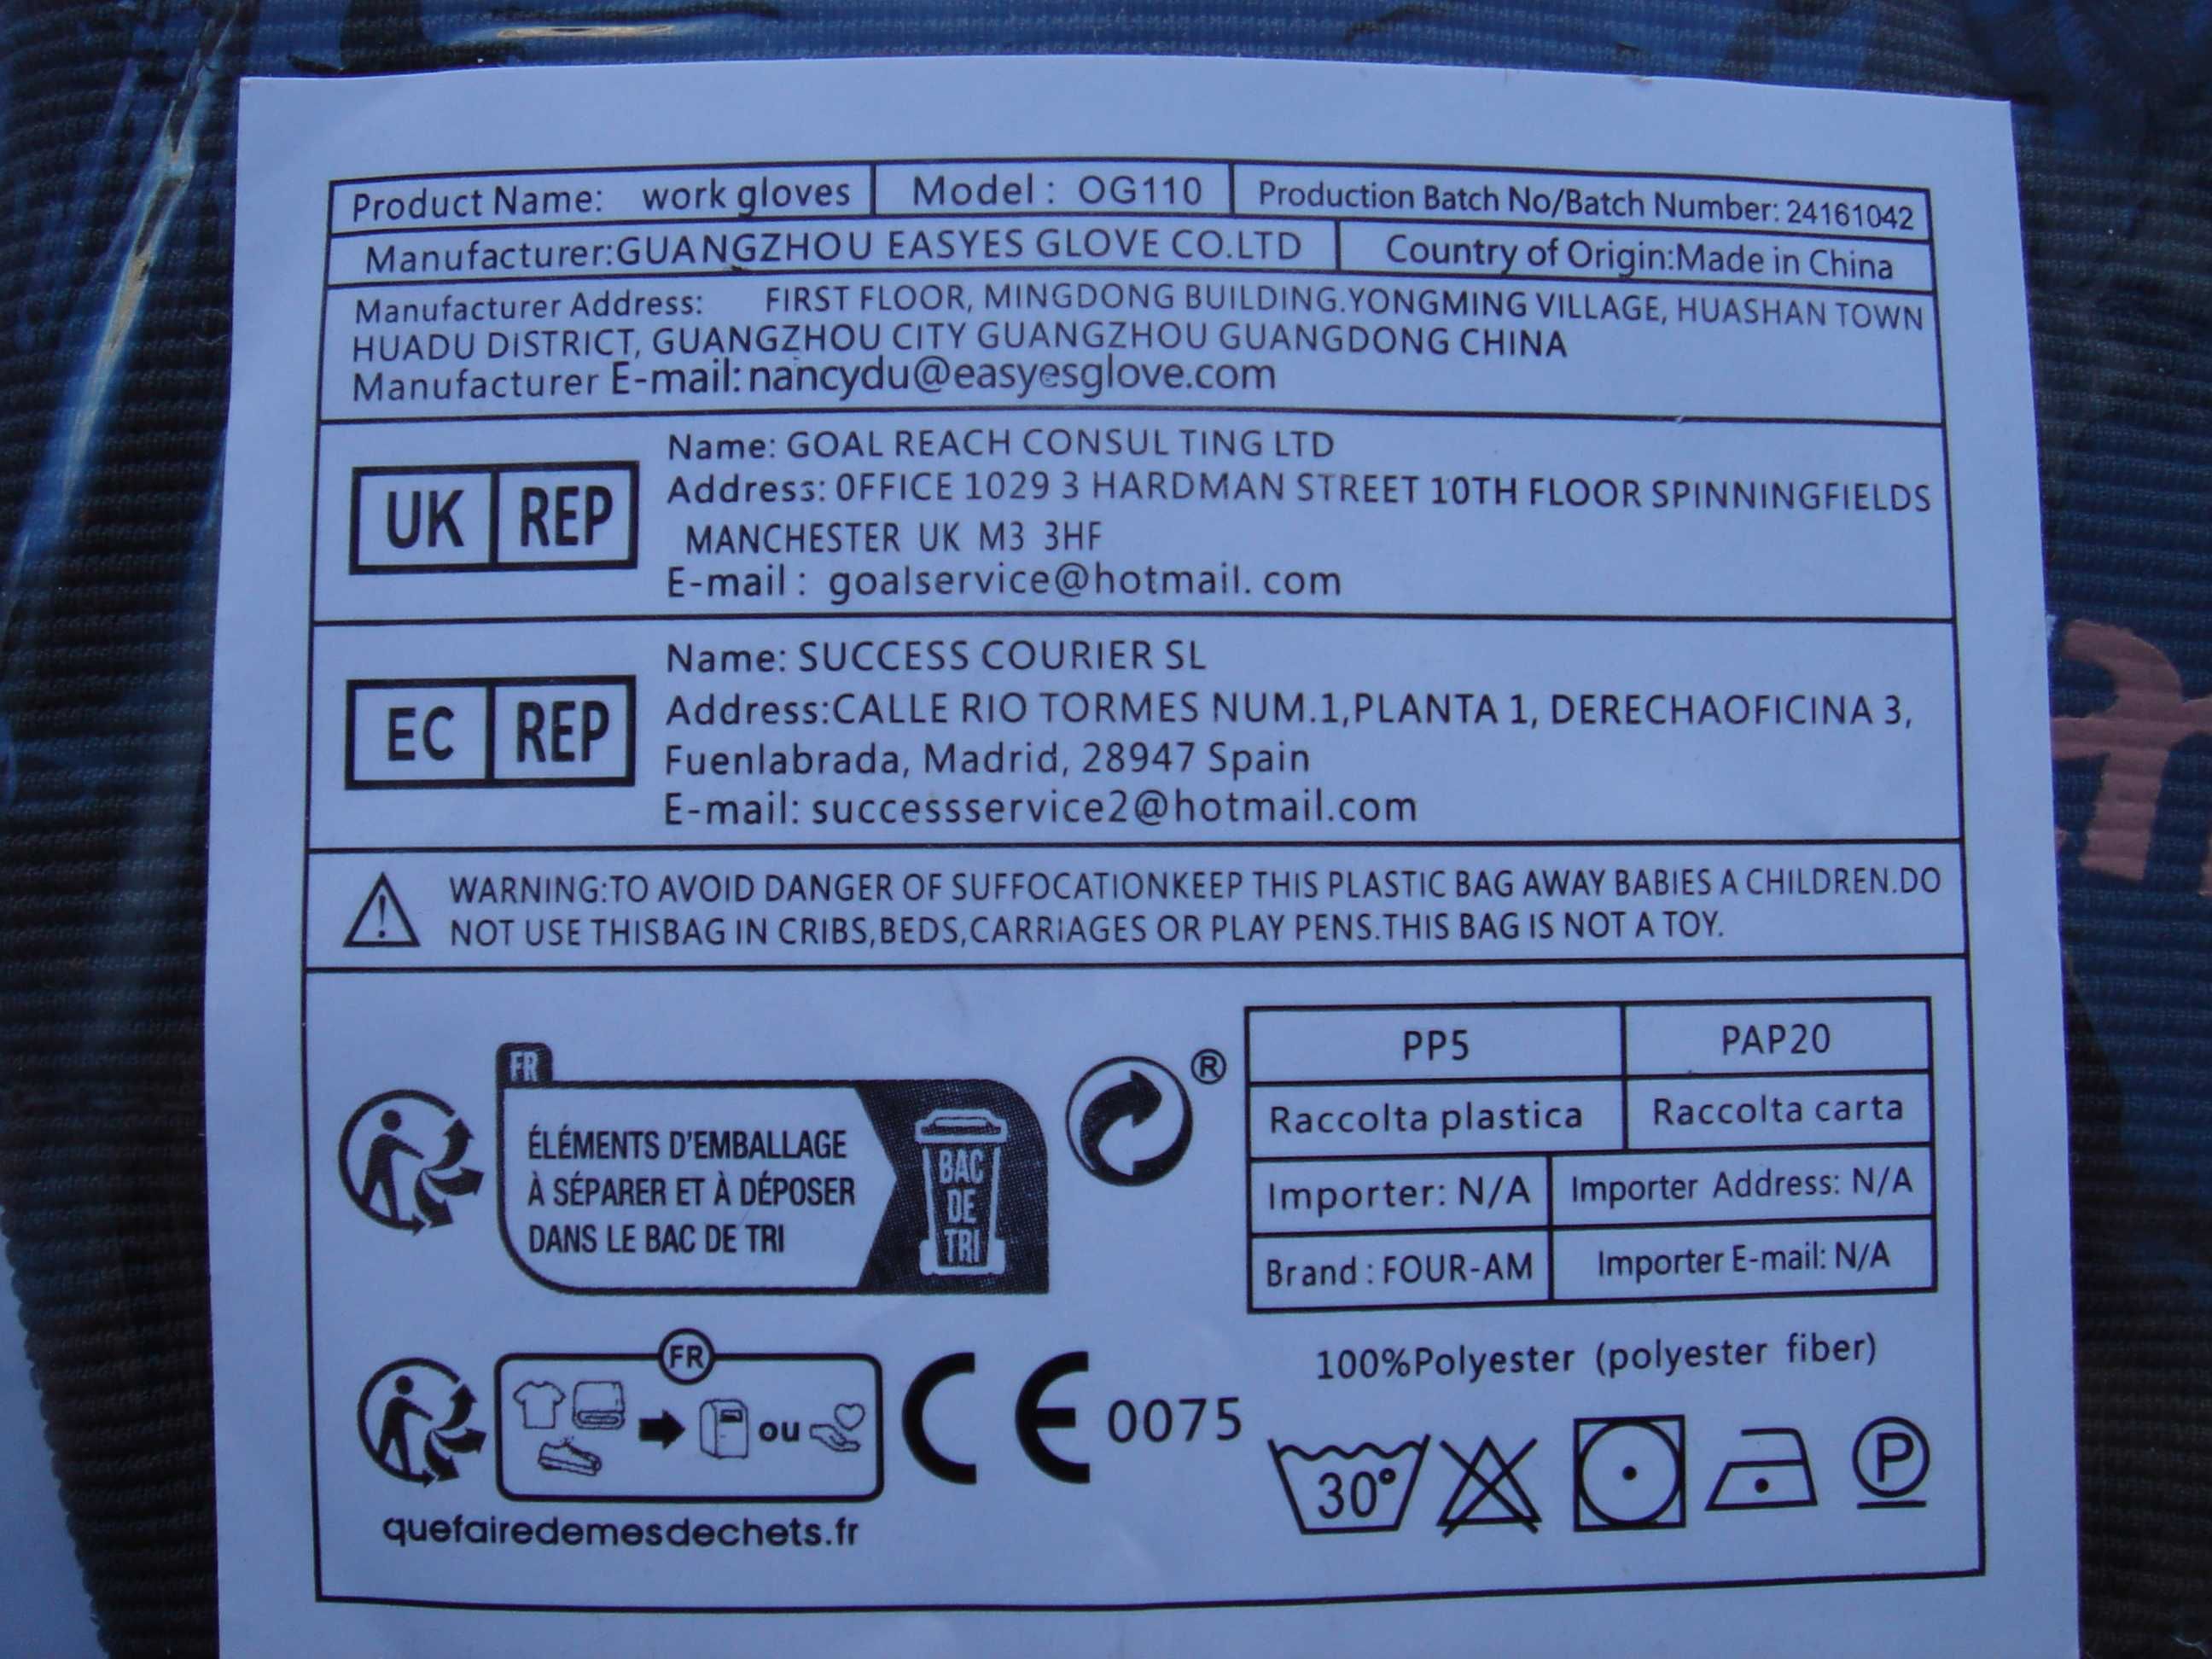 Product Name: work gloves
Model : OG110
Production Batch No/Batch Number: 24161042
Manufacturer:GUANGZHOU EASYES GLOVE CO.LTD
Country of Origin:Made in China
Manufacturer Address: FIRST FLOOR, MINGDONG BUILDING.YONGMING VILLAGE, HUASHAN TOWN
HUADU DISTRICT, GUANGZHOU CITY GUANGZHOU GUANGDONG CHINA
Manufacturer E-mail: nancydu@easyesglove.com
UK REP
Name: GOAL REACH CONSUL TING LTD
Address: OFFICE 1029 3 HARDMAN STREET 10TH FLOOR SPINNINGFIELDS
MANCHESTER UK M3 3HF
E-mail : goalservice@hotmail. com
EC REP
Name: SUCCESS COURIER SL
Address:CALLE RIO TORMES NUM.1,PLANTA 1, DERECHAOFICINA 3,
Fuenlabrada, Madrid, 28947 Spain
E-mail: successservice2@hotmail.com
WARNING:TO AVOID DANGER OF SUFFOCATIONKEEP THIS PLASTIC BAG AWAY BABIES A CHILDREN.DO
NOT USE THISBAG IN CRIBS,BEDS,CARRIAGES OR PLAY PENS.THIS BAG IS NOT A TOY.
FR
ÉLÉMENTS D'EMBALLAGE
À SÉPARER ET À DÉPOSER
DANS LE BAC DE TRI
BAC
DE
TRI
®
PP5
PAP20
Raccolta plastica
Raccolta carta
Importer: N/A
Importer Address: N/A
Brand : FOUR-AM
Importer E-mail: N/A
FR
ou
quefairedemesdechets.fr
CE 0075
100%Polyester (polyester fiber)
30°
P